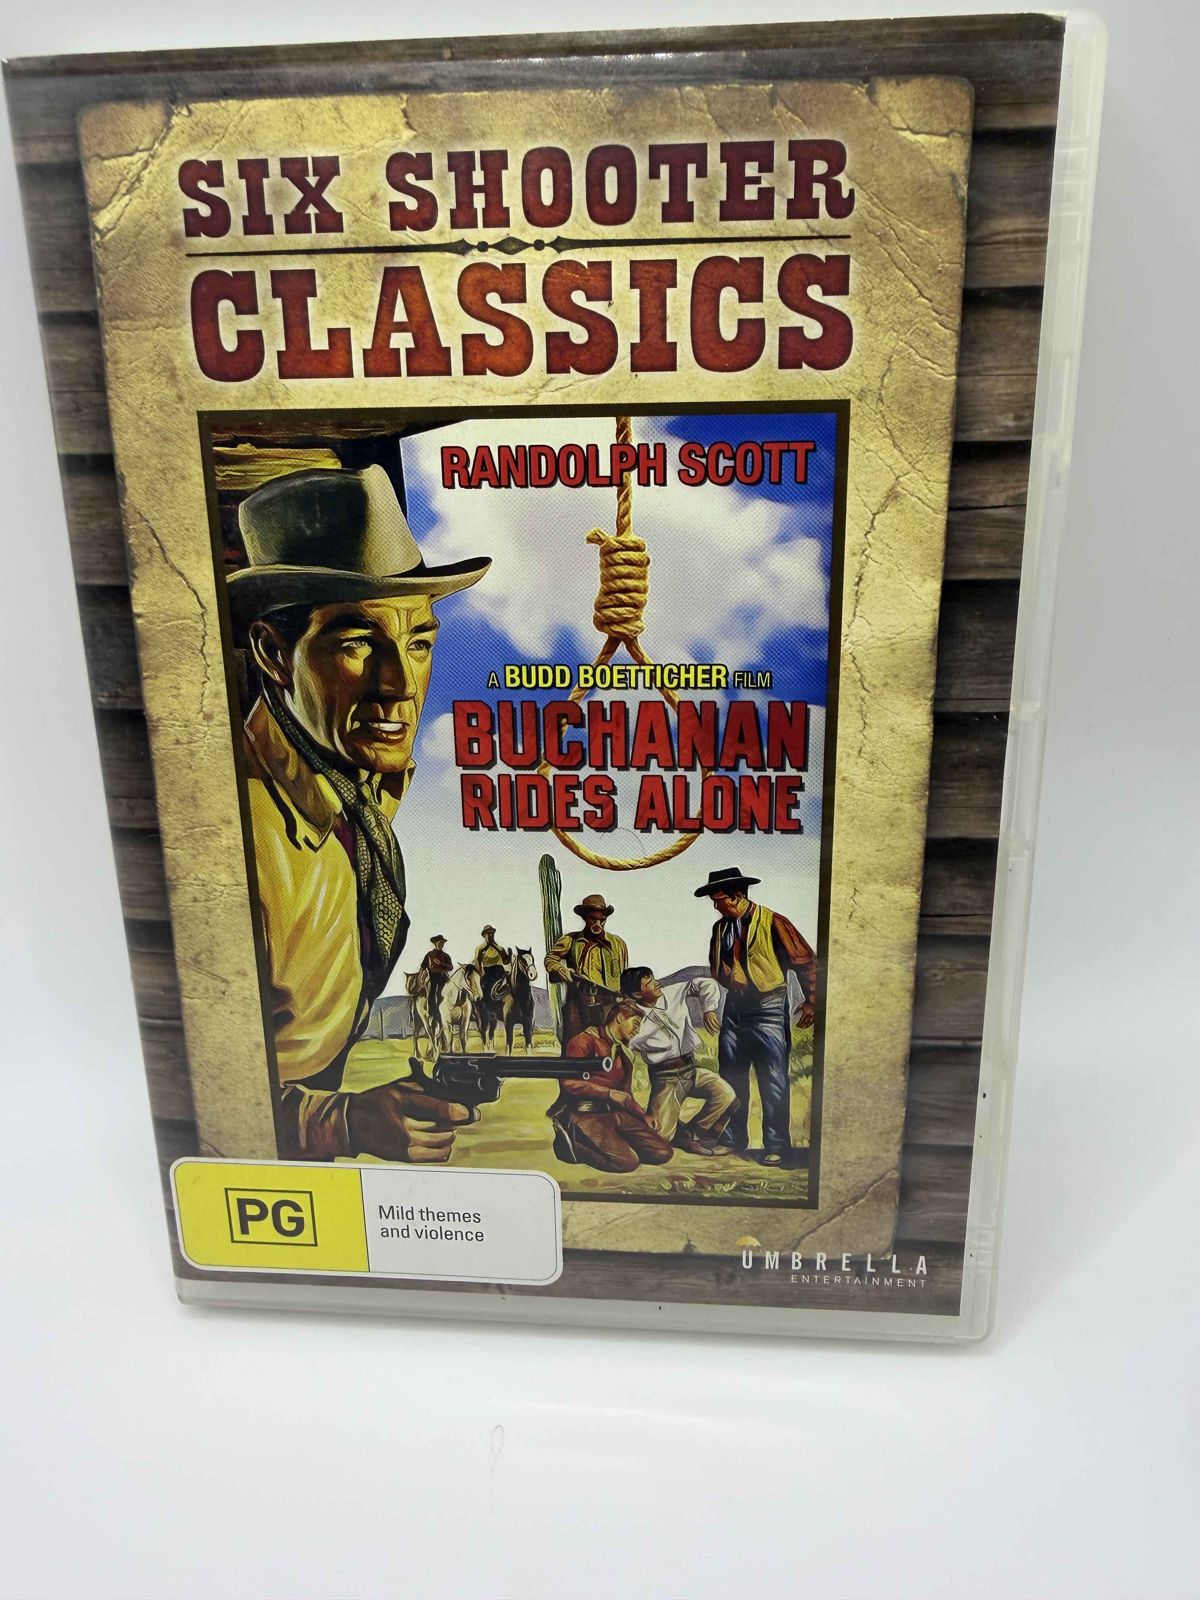 SIX SHOOTER
CLASSICS
RANDOLPH SCOTT
A BUDD BOETTICHER FILM
BUCHANAN
RIDES ALONE
PG
Mild themes
and violence
UMBRELLA
ENTERTAINMENT